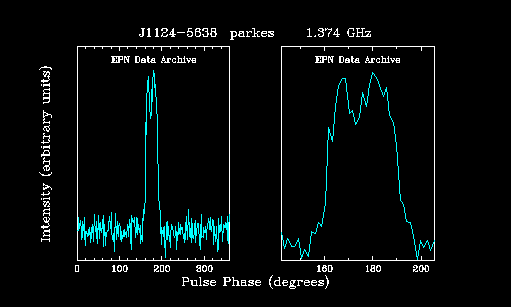 J1124-5638 parkes 1.374 GHz
EPN Data Archive EPN Data Archive
Intensity (arbitrary units)
0 100 200 300 160 180 200
Pulse Phase (degrees)